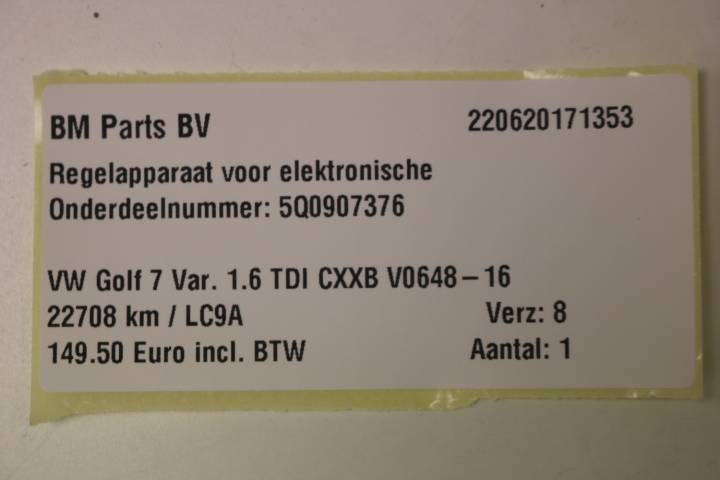 BM Parts BV 220620171353
Regelapparaat voor elektronische
Onderdeelnummer: 5Q0907376
VW Golf 7 Var. 1.6 TDI CXXB V0648-16
22708 km / LC9A Verz: 8
149.50 Euro incl. BTW Aantal: 1